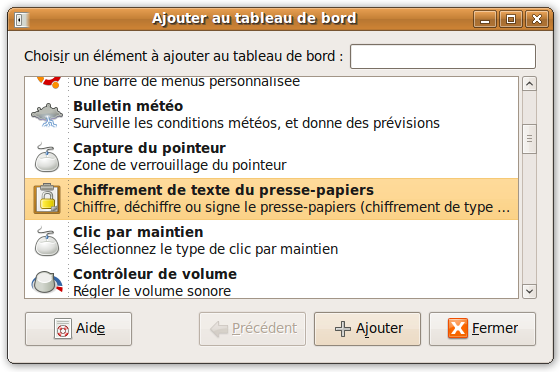 Ajouter au tableau de bord
Choisir un élément à ajouter au tableau de bord :
Une barre de menus personnalisée
Bulletin météo
Surveille les conditions météos, et donne des prévisions
Capture du pointeur
Zone de verrouillage du pointeur
Chiffrement de texte du presse-papiers
Chiffre, déchiffre ou signe le presse-papiers (chiffrement de type ...
Clic par maintien
Sélectionnez le type de clic par maintien
Contrôleur de volume
Régler le volume sonore
Aide
Précédent
Ajouter
Fermer